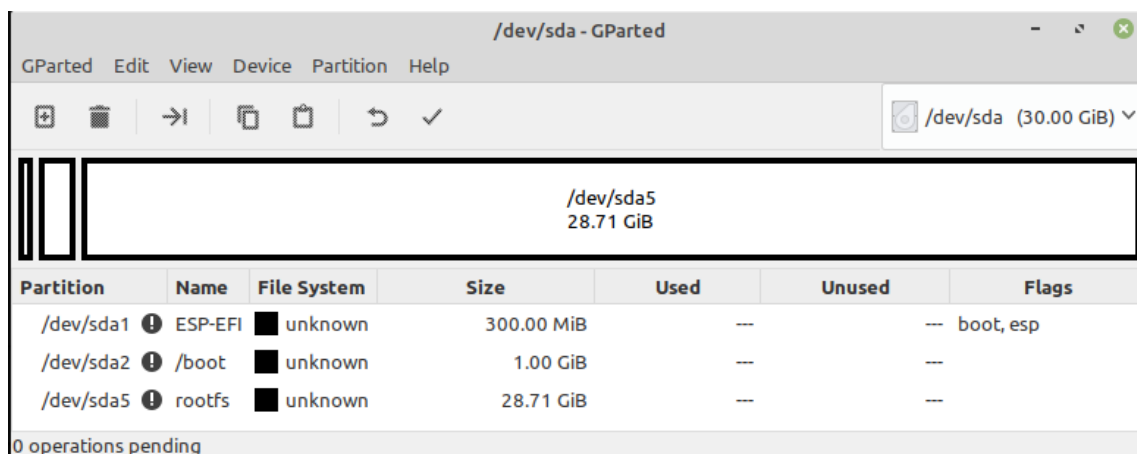 /dev/sda - GParted
GParted Edit View Device Partition Help
/dev/sda (30.00 GiB)
/dev/sda5
28.71 GiB
Partition Name File System Size Used Unused Flags
/dev/sda1 ESP-EFI unknown 300.00 MiB --- --- boot, esp
/dev/sda2 /boot unknown 1.00 GiB --- ---
/dev/sda5 rootfs unknown 28.71 GiB --- ---
0 operations pending